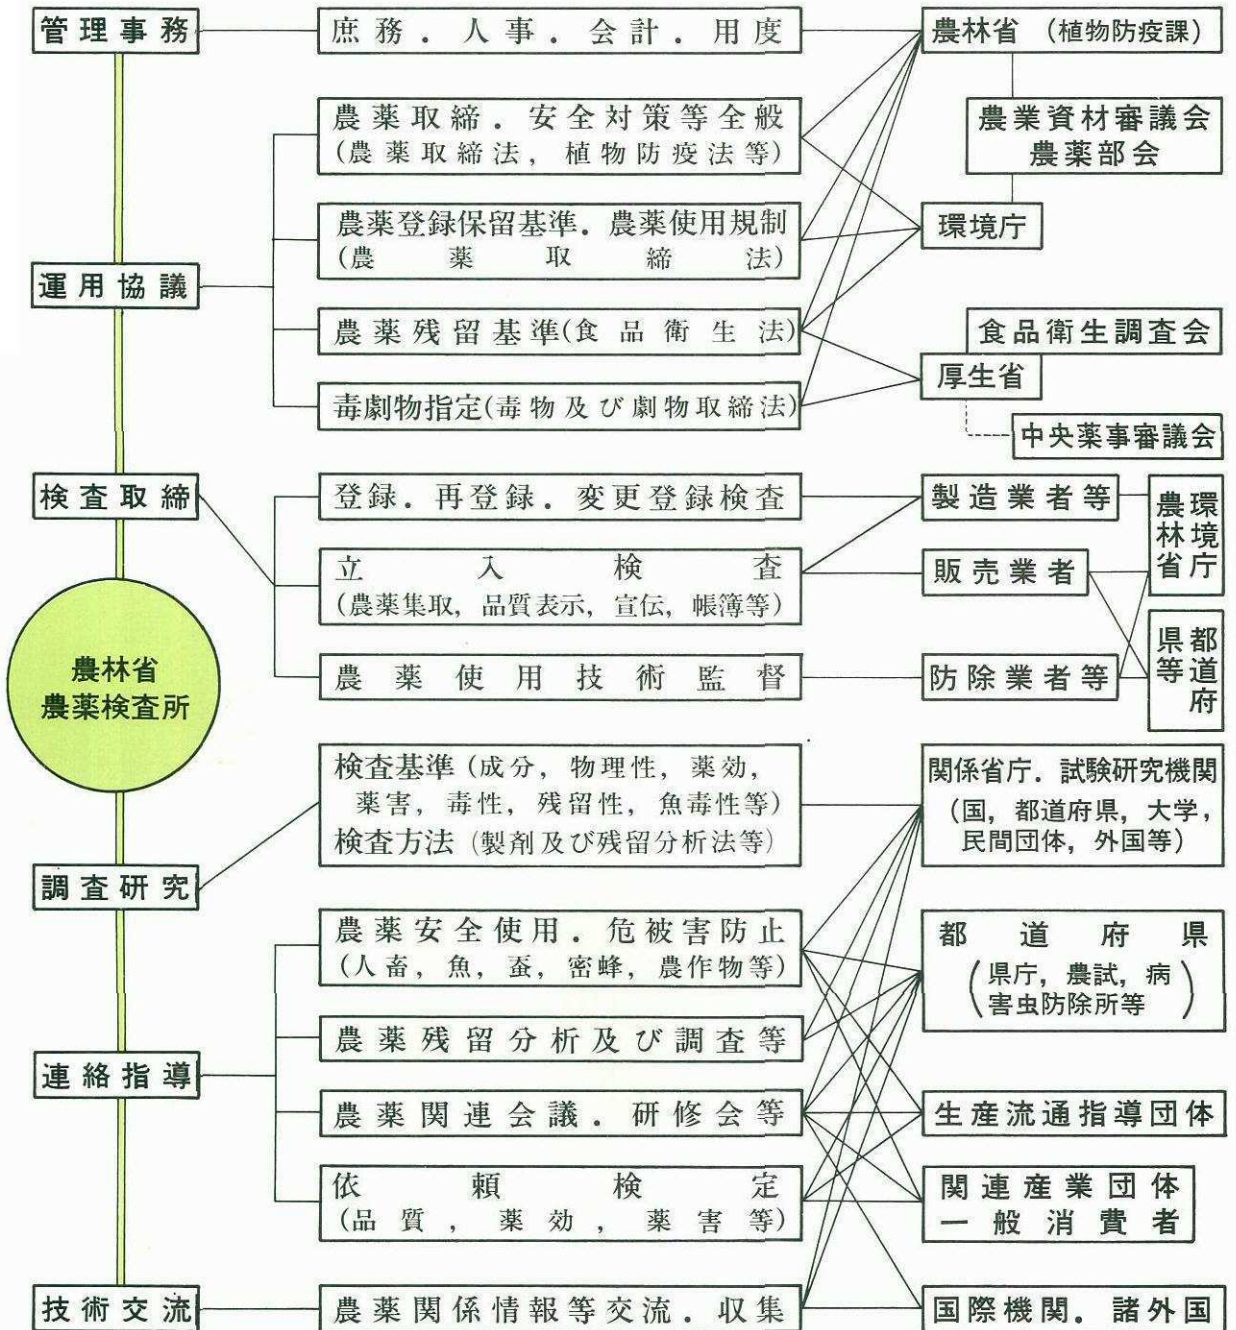 管理事務
庶務．人事．会計．用度
農林省 (植物防疫課)
農薬取締．安全対策等全般
(農薬取締法，植物防疫法等)
農業資材審議会
農薬部会
農薬登録保留基準．農薬使用規制
(農薬取締法)
環境庁
運用協議
農薬残留基準(食品衛生法)
食品衛生調査会
厚生省
毒劇物指定(毒物及び劇物取締法)
中央薬事審議会
検査取締
登録．再登録．変更登録検査
製造業者等
環境庁
農林省
立入検査
(農薬集取，品質表示，宣伝，帳簿等)
販売業者
農薬使用技術監督
防除業者等
都道府
県等
農林省
農薬検査所
検査基準 (成分，物理性，薬効，
薬害，毒性，残留性，魚毒性等)
検査方法 (製剤及び残留分析法等)
関係省庁．試験研究機関
(国，都道府県，大学，
民間団体，外国等)
調査研究
農薬安全使用．危被害防止
(人畜，魚，蚕，密蜂，農作物等)
都道府県
(県庁，農試，病
害虫防除所等)
農薬残留分析及び調査等
連絡指導
農薬関連会議．研修会等
生産流通指導団体
依頼検定
(品質，薬効，薬害等)
関連産業団体
一般消費者
技術交流
農薬関係情報等交流．収集
国際機関．諸外国